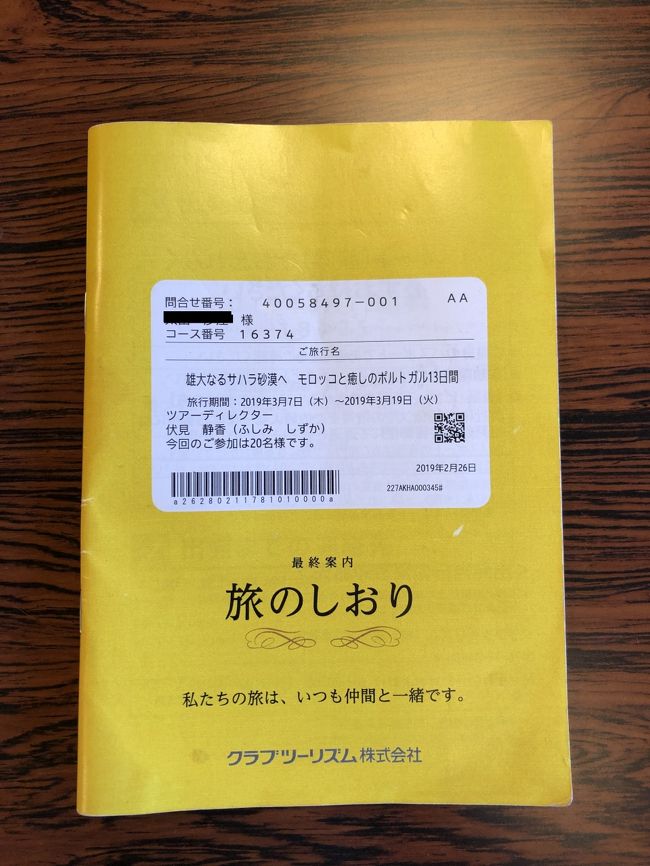 問合せ番号： 40058497-001 AA
様
コース番号 16374
ご旅行名
雄大なるサハラ砂漠へ モロッコと癒しのポルトガル13日間
旅行期間：2019年3月7日（木）～2019年3月19日（火）
ツアーディレクター
伏見 静香（ふしみ しずか）
今回のご参加は20名様です。
2019年2月26日
a262802117810100000a
227AKHA000345#
最終案内
旅のしおり
私たちの旅は、いつも仲間と一緒です。
クラブツーリズム株式会社